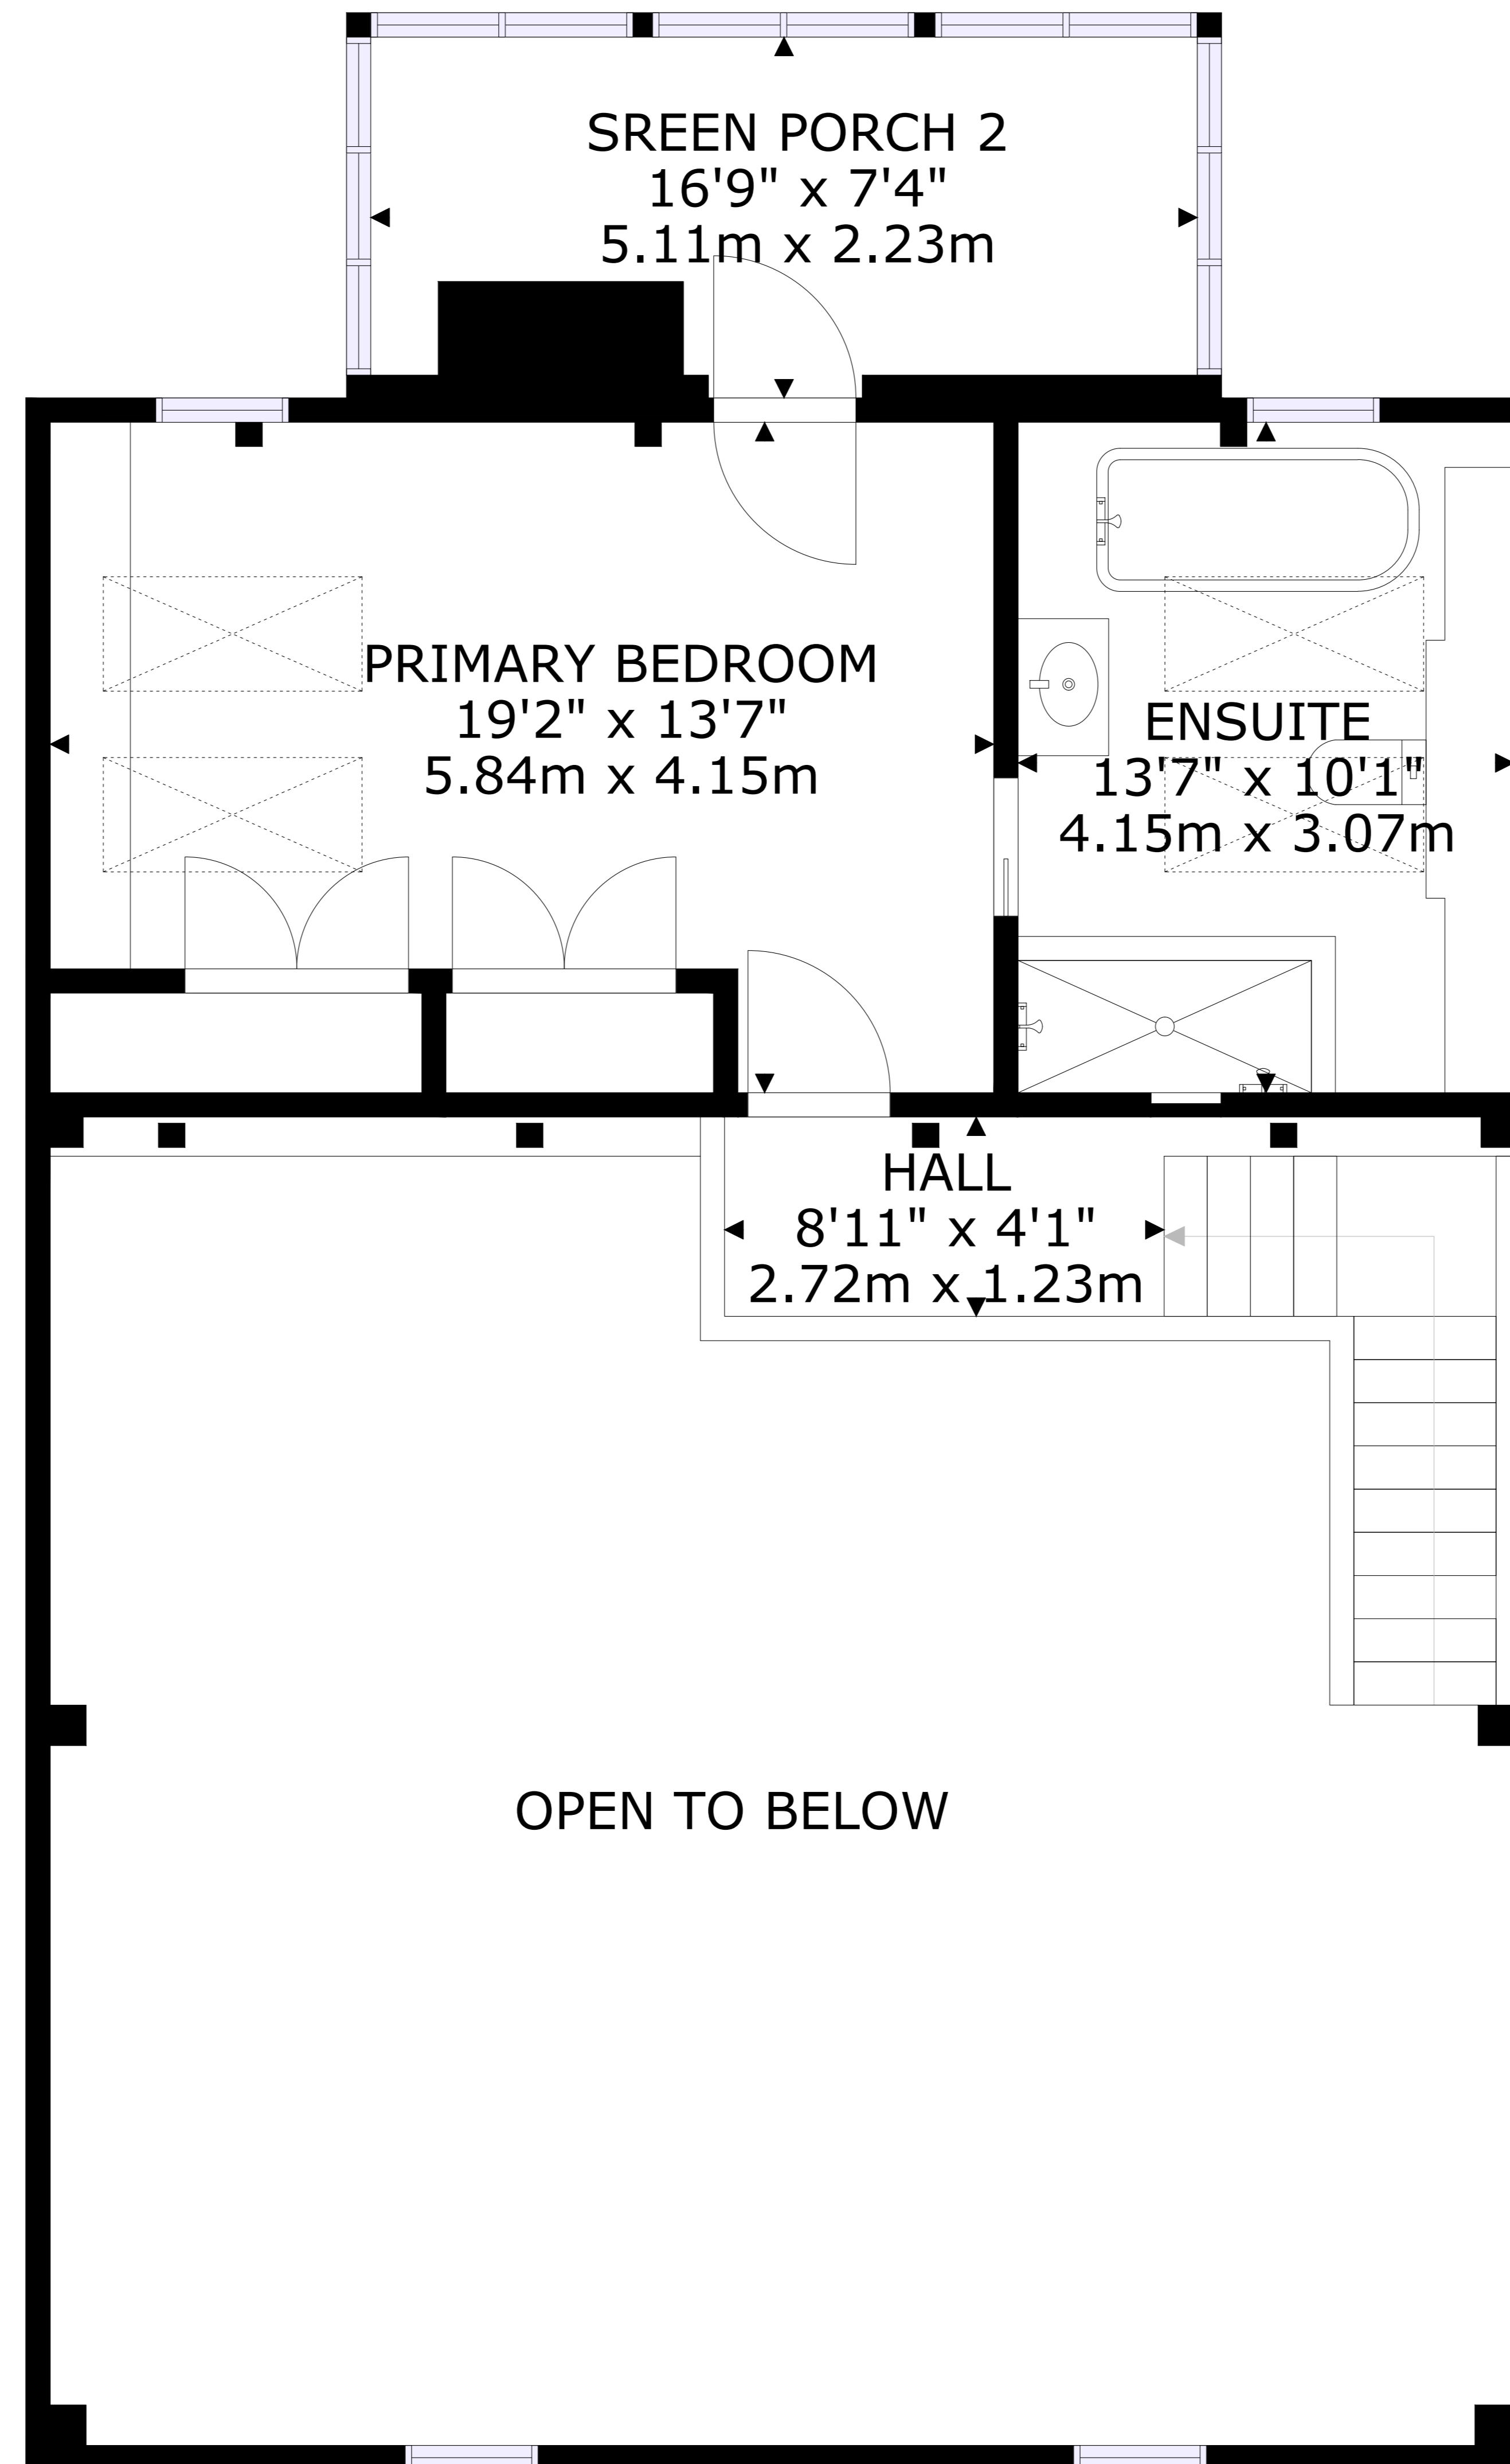 SREEN PORCH 2
16'9" x 7'4"
5.11m x 2.23m
PRIMARY BEDROOM
19'2" x 13'7"
5.84m x 4.15m
ENSUITE
13'7" x 10'1"
4.15m x 3.07m
HALL
8'11" x 4'1"
2.72m x 1.23m
OPEN TO BELOW